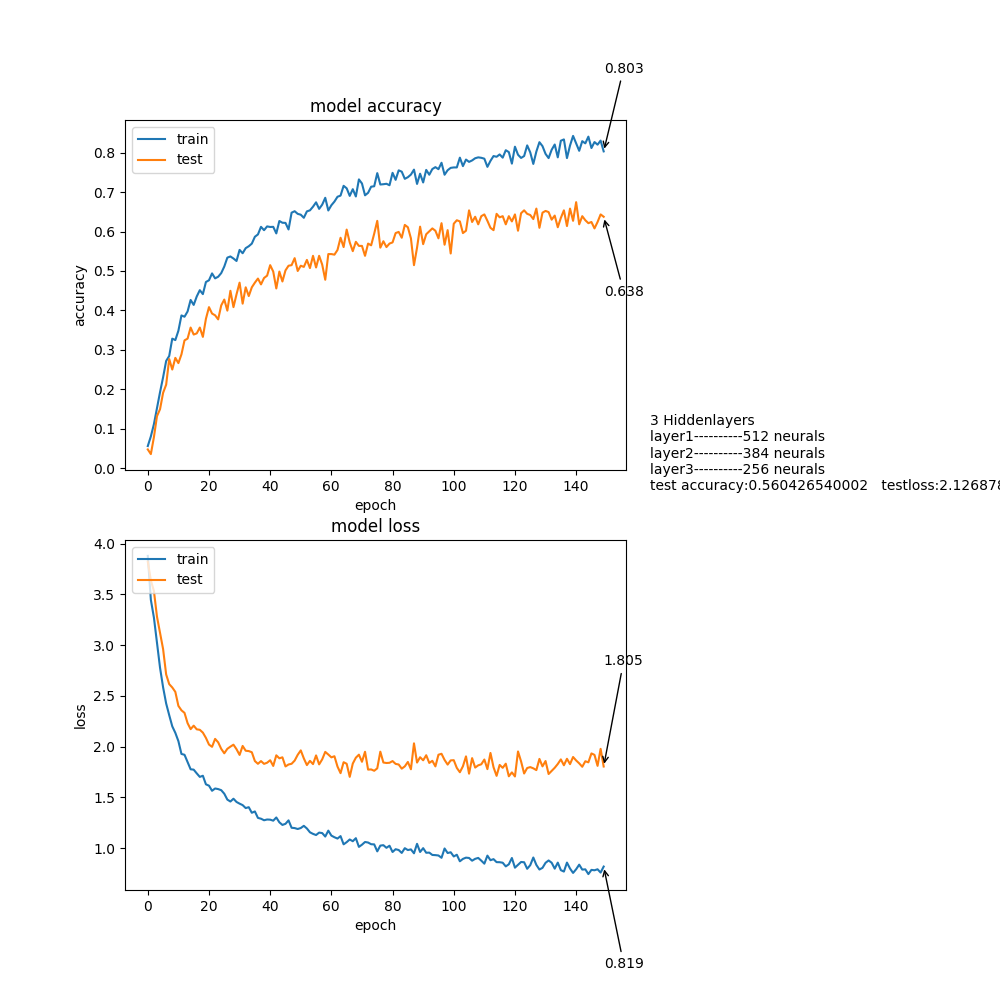 0.803
model accuracy
train
test
0.8
0.7
0.6
0.5
0.4
0.3
0.2
0.1
0.0
accuracy
0.638
0 20 40 60 80 100 120 140
epoch
3 Hiddenlayers
layer1----------512 neurals
layer2----------384 neurals
layer3----------256 neurals
test accuracy:0.560426540002 testloss:2.126878
model loss
train
test
4.0
3.5
3.0
2.5
2.0
1.5
1.0
loss
1.805
0 20 40 60 80 100 120 140
epoch
0.819